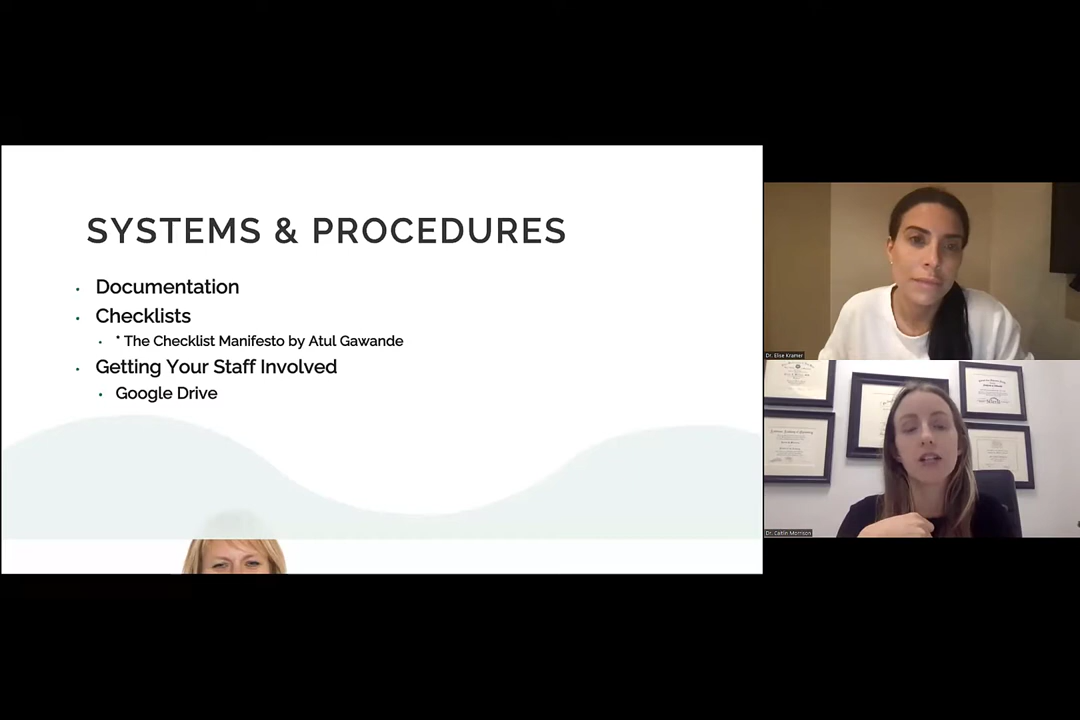 SYSTEMS & PROCEDURES
• Documentation
• Checklists
• * The Checklist Manifesto by Atul Gawande
• Getting Your Staff Involved
• Google Drive
Dr. Elise Kramer
Dr. Caitlin Morrison